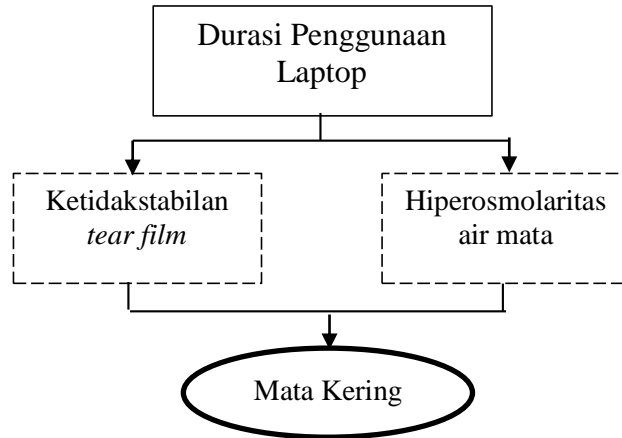 Durasi Penggunaan
Laptop
Ketidakstabilan
tear film
Hiperosmolaritas
air mata
Mata Kering